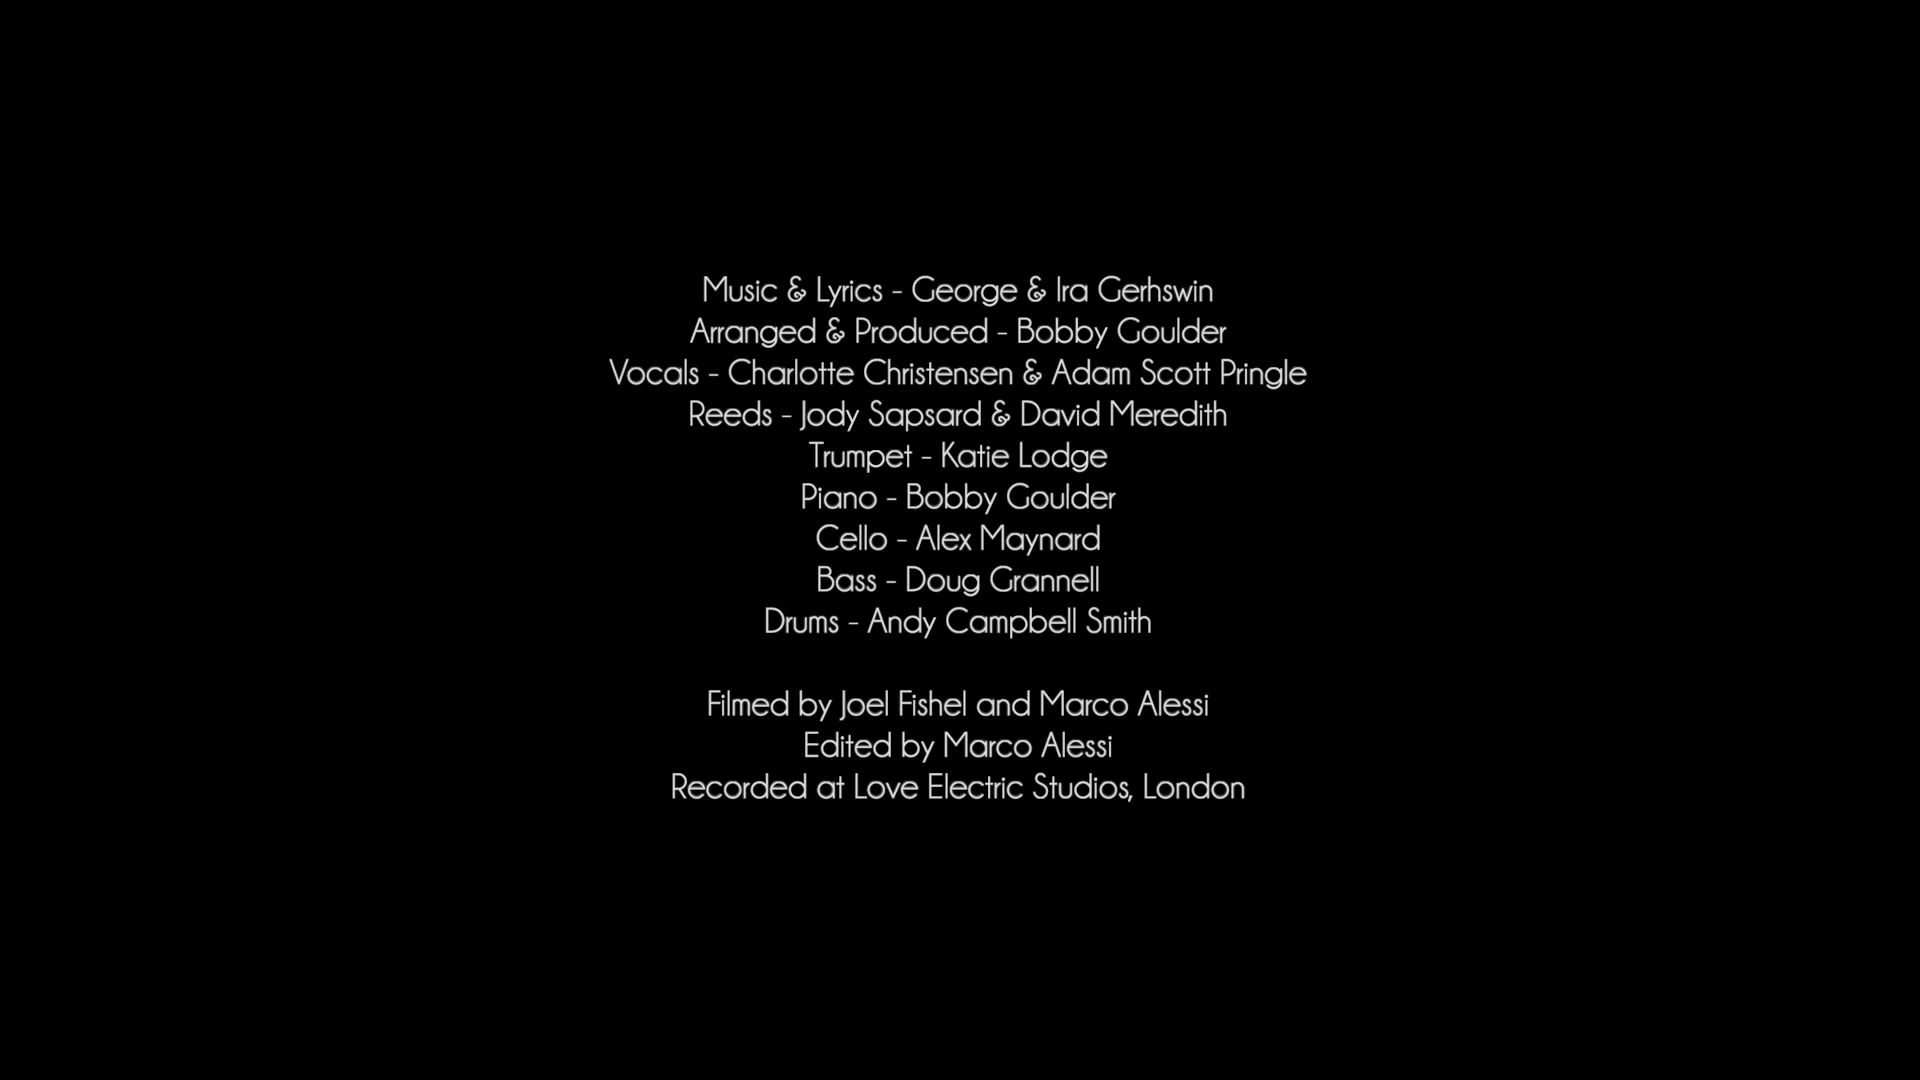 Music & Lyrics - George & Ira Gerhswin
Arranged & Produced - Bobby Goulder
Vocals - Charlotte Christensen & Adam Scott Pringle
Reeds - Jody Sapsard & David Meredith
Trumpet - Katie Lodge
Piano - Bobby Goulder
Cello - Alex Maynard
Bass - Doug Grannell
Drums - Andy Campbell Smith
Filmed by Joel Fishel and Marco Alessi
Edited by Marco Alessi
Recorded at Love Electric Studios, London